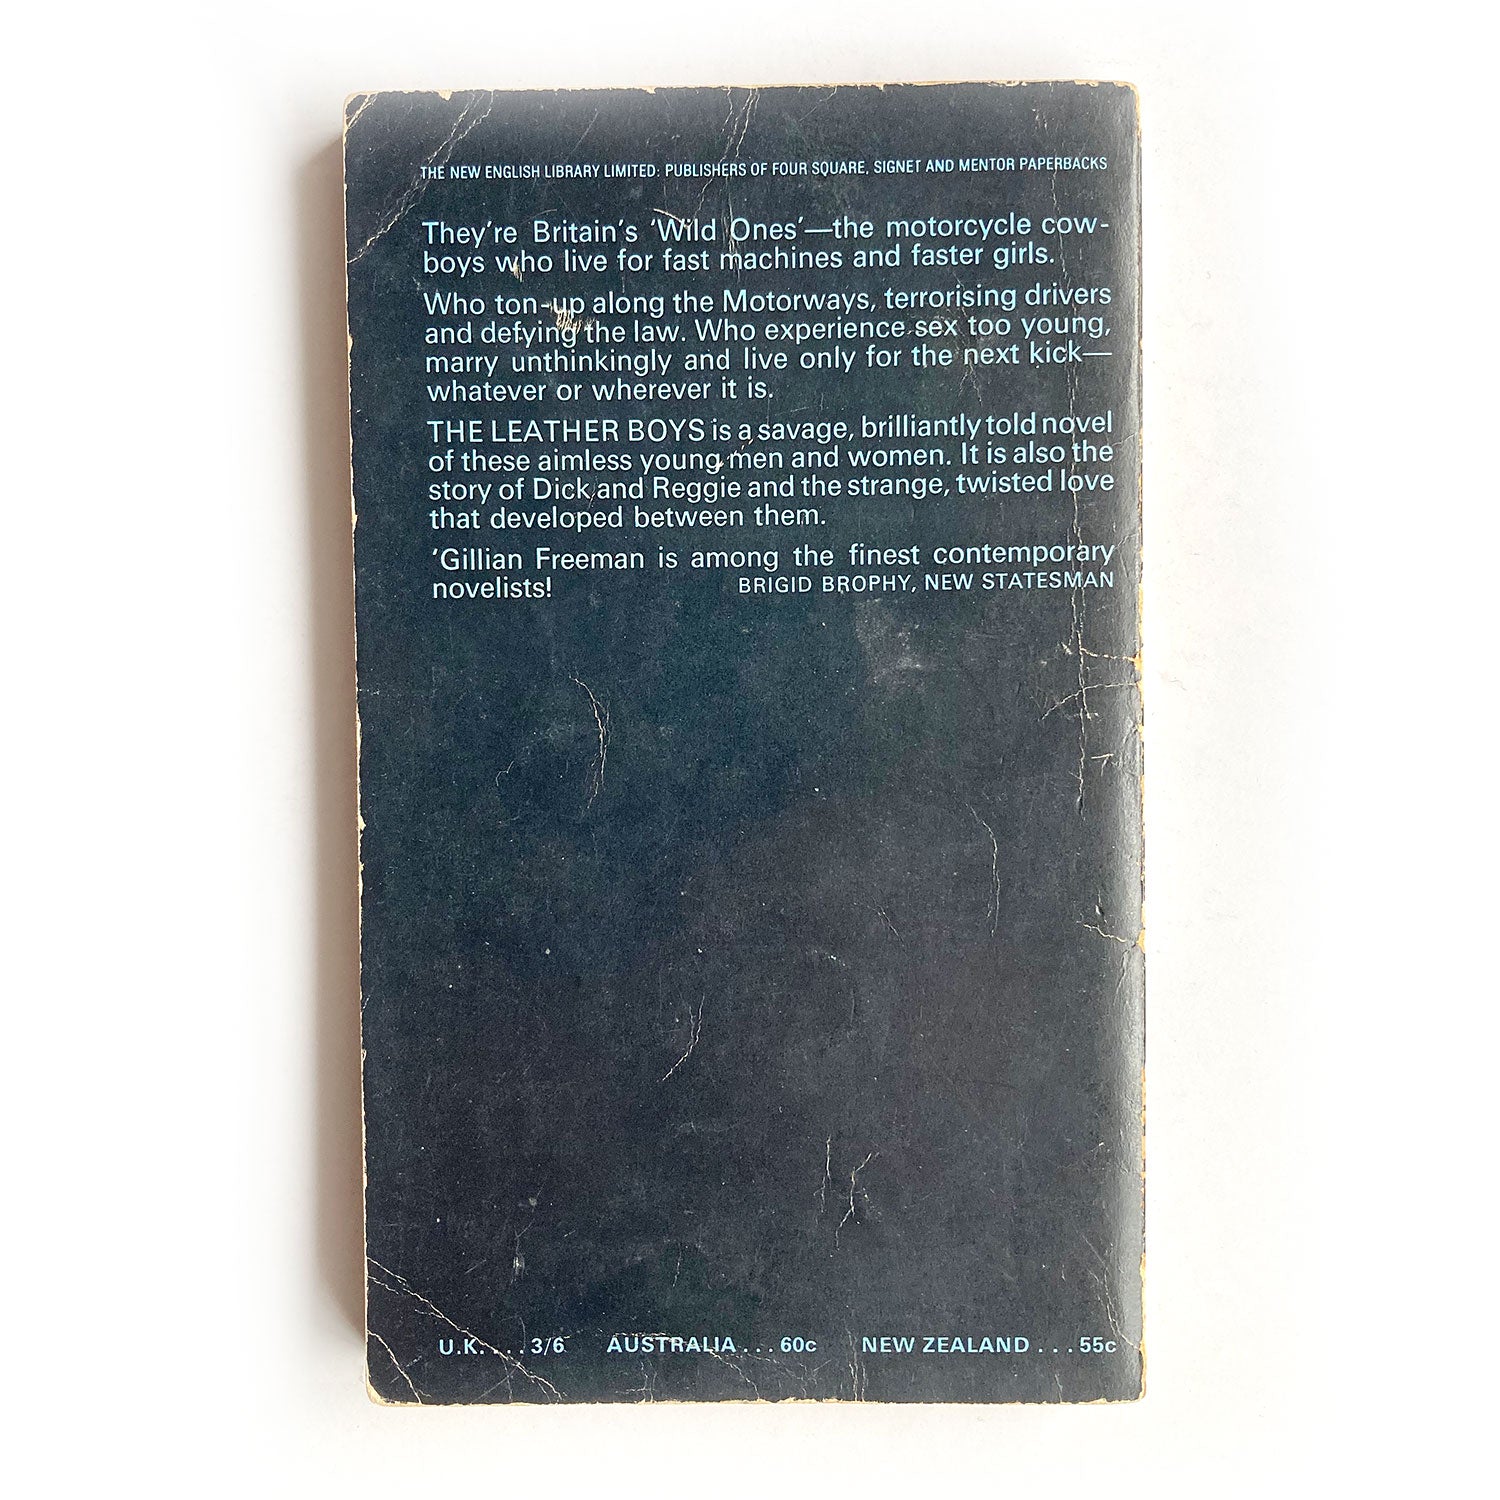 THE NEW ENGLISH LIBRARY LIMITED: PUBLISHERS OF FOUR SQUARE, SIGNET AND MENTOR PAPERBACKS
They're Britain's 'Wild Ones'—the motorcycle cow-
boys who live for fast machines and faster girls.
Who ton-up along the Motorways, terrorising drivers
and defying the law. Who experience sex too young,
marry unthinkingly and live only for the next kick—
whatever or wherever it is.
THE LEATHER BOYS is a savage, brilliantly told novel
of these aimless young men and women. It is also the
story of Dick and Reggie and the strange, twisted love
that developed between them.
'Gillian Freeman is among the finest contemporary
novelists! BRIGID BROPHY, NEW STATESMAN
U.K. . . . 3/6 AUSTRALIA . . . 60c NEW ZEALAND . . . 55c